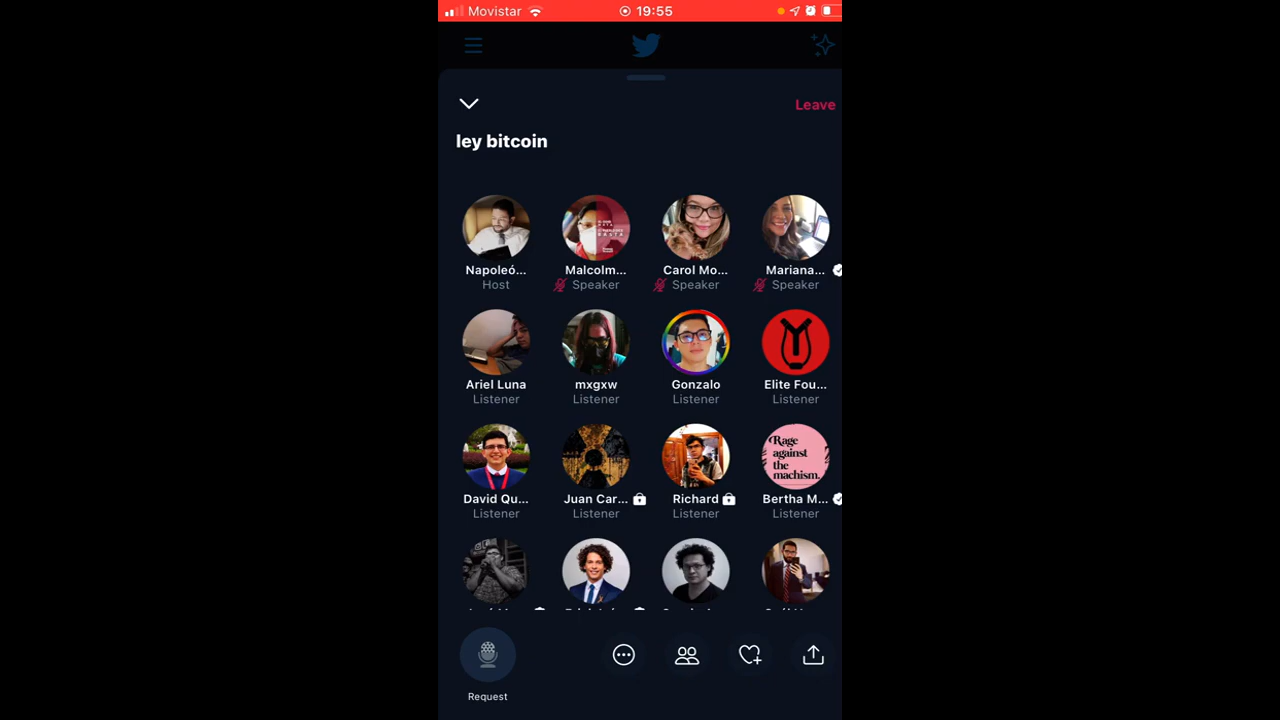 Movistar 19:55
Leave
ley bitcoin
Napoleó... Malcolm... Carol Mo... Mariana...
Host Speaker Speaker Speaker
Ariel Luna mxgxw Gonzalo Elite Fou...
Listener Listener Listener Listener
Rage
against
the
machism.
David Qu... Juan Car... Richard Bertha M...
Listener Listener Listener Listener
Request